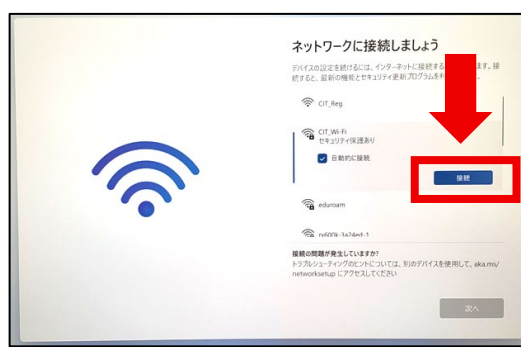 ネットワークに接続しましょう
デバイスの設定を続けるには、インターネットに接続する
ます。接
続すると、最新の機能とセキュリティ更新プログラムを
CIT_Reg
CIT_Wi-Fi
セキュリティ保護あり
自動的に接続
接続
eduroam
接続の問題が発生していますか?
トラブルシューティングのヒントについては、別のデバイスを使用して、aka.ms/
networksetup にアクセスしてください
次へ